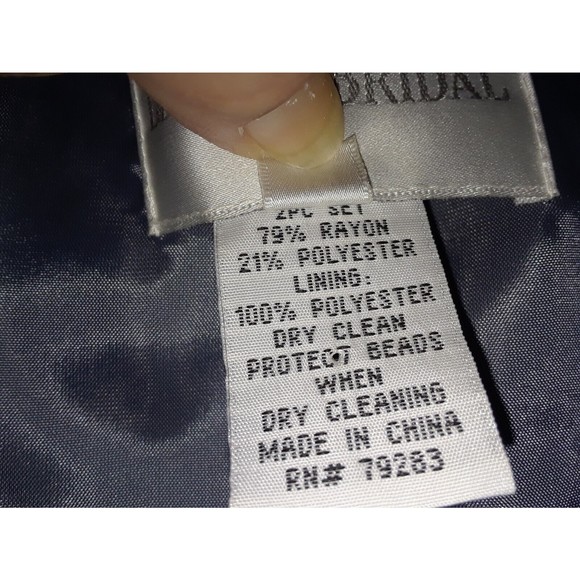 BRIDAL
2PC SET
79% RAYON
21% POLYESTER
LINING:
100% POLYESTER
DRY CLEAN
PROTECT BEADS
WHEN
DRY CLEANING
MADE IN CHINA
RN# 79283